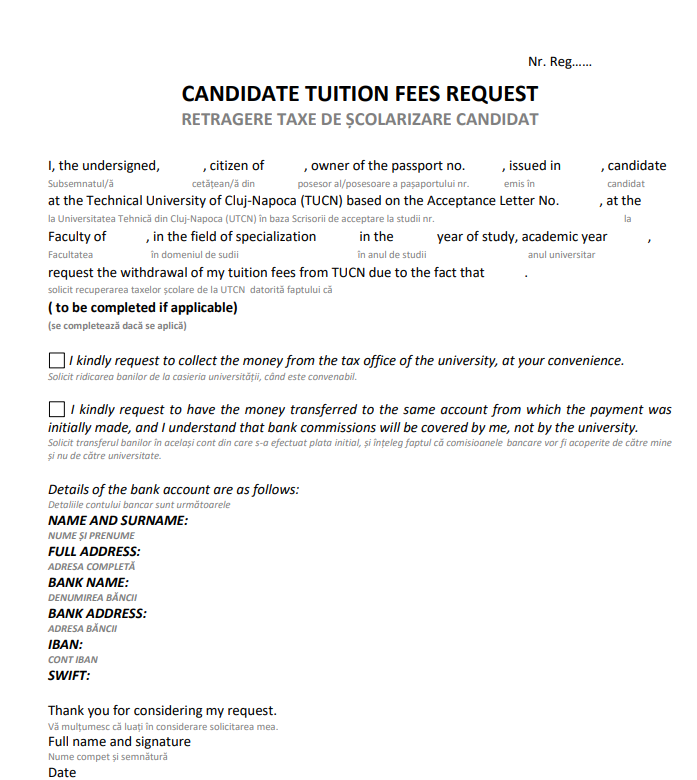 Nr. Reg......
CANDIDATE TUITION FEES REQUEST
RETRAGERE TAXE DE ȘCOLARIZARE CANDIDAT
I, the undersigned, , citizen of , owner of the passport no. , issued in , candidate
Subsemnatul/ă cetățean/ă din posesor al/posesoare a pașaportului nr. emis în candidat
at the Technical University of Cluj-Napoca (TUCN) based on the Acceptance Letter No. , at the
la Universitatea Tehnică din Cluj-Napoca (UTCN) în baza Scrisorii de acceptare la studii nr. la
Faculty of , in the field of specialization in the year of study, academic year ,
Facultatea în domeniul de sudii în anul de studii anul universitar
request the withdrawal of my tuition fees from TUCN due to the fact that .
solicit recuperarea taxelor școlare de la UTCN datorită faptului că
( to be completed if applicable)
(se completează dacă se aplică)
I kindly request to collect the money from the tax office of the university, at your convenience.
Solicit ridicarea banilor de la casieria universității, când este convenabil.
I kindly request to have the money transferred to the same account from which the payment was
initially made, and I understand that bank commissions will be covered by me, not by the university.
Solicit transferul banilor în același cont din care s-a efectuat plata initial, și înțeleg faptul că comisioanele bancare vor fi acoperite de către mine
și nu de către universitate.
Details of the bank account are as follows:
Detaliile contului bancar sunt următoarele
NAME AND SURNAME:
NUME ȘI PRENUME
FULL ADDRESS:
ADRESA COMPLETĂ
BANK NAME:
DENUMIREA BĂNCII
BANK ADDRESS:
ADRESA BĂNCII
IBAN:
CONT IBAN
SWIFT:
Thank you for considering my request.
Vă mulțumesc că luați în considerare solicitarea mea.
Full name and signature
Nume compet și semnătură
Date